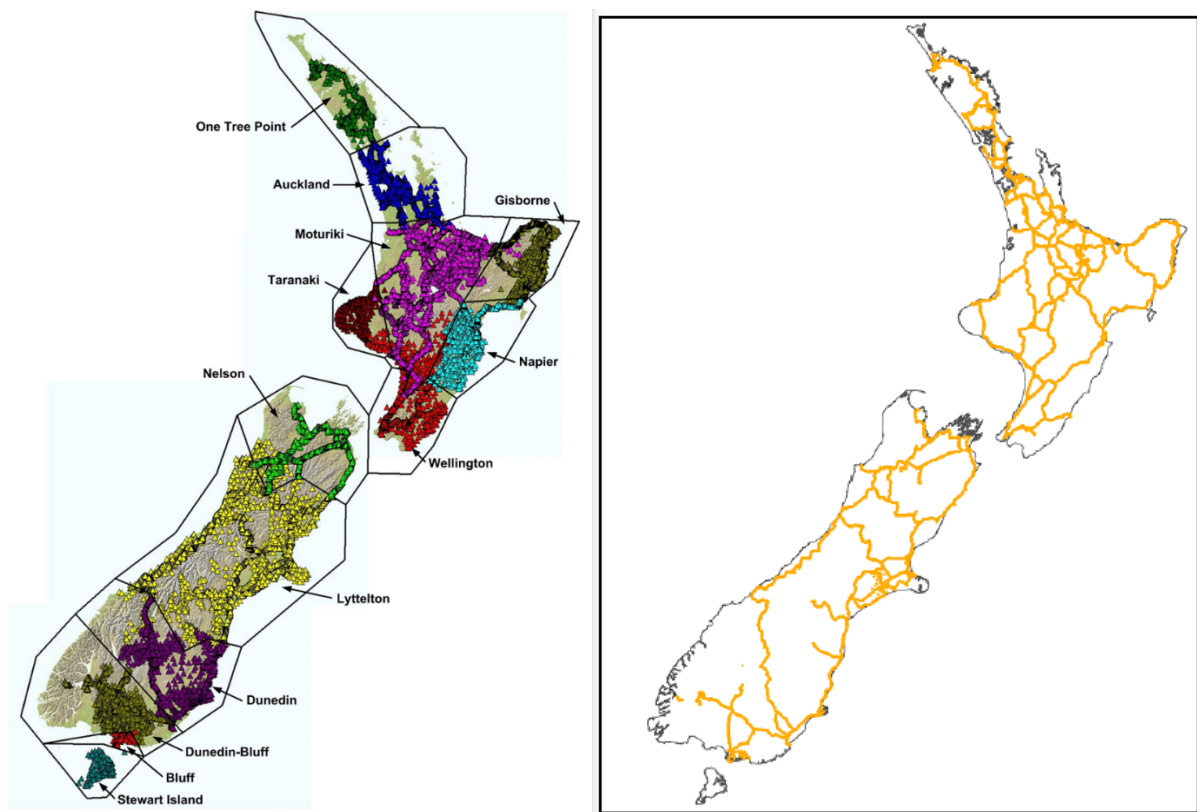 One Tree Point
Auckland
Gisborne
Moturiki
Taranaki
Napier
Nelson
Wellington
Lyttelton
Dunedin
Dunedin-Bluff
Bluff
Stewart Island